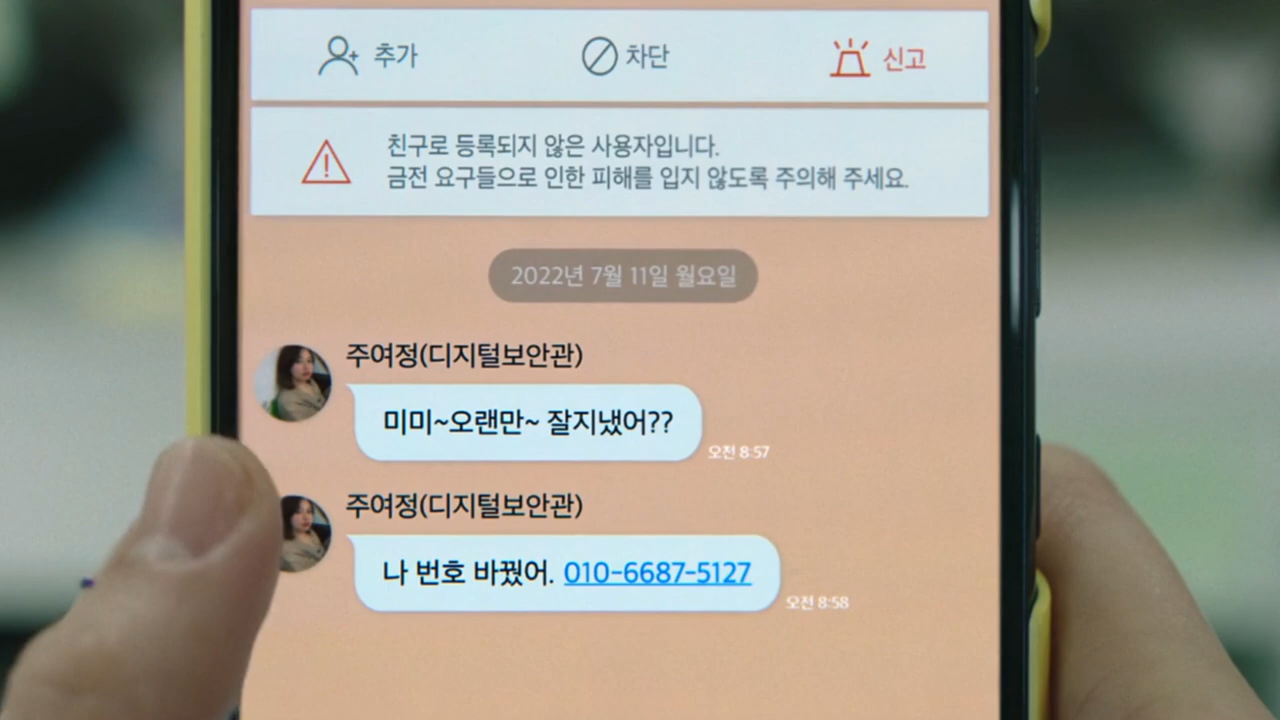 추가
차단
신고
친구로 등록되지 않은 사용자입니다.
금전 요구들으로 인한 피해를 입지 않도록 주의해 주세요.
2022년 7월 11일 월요일
주여정(디지털보안관)
미미~오랜만~ 잘지냈어??
오전 8:57
주여정(디지털보안관)
나 번호 바꿨어. 010-6687-5127
오전 8:58